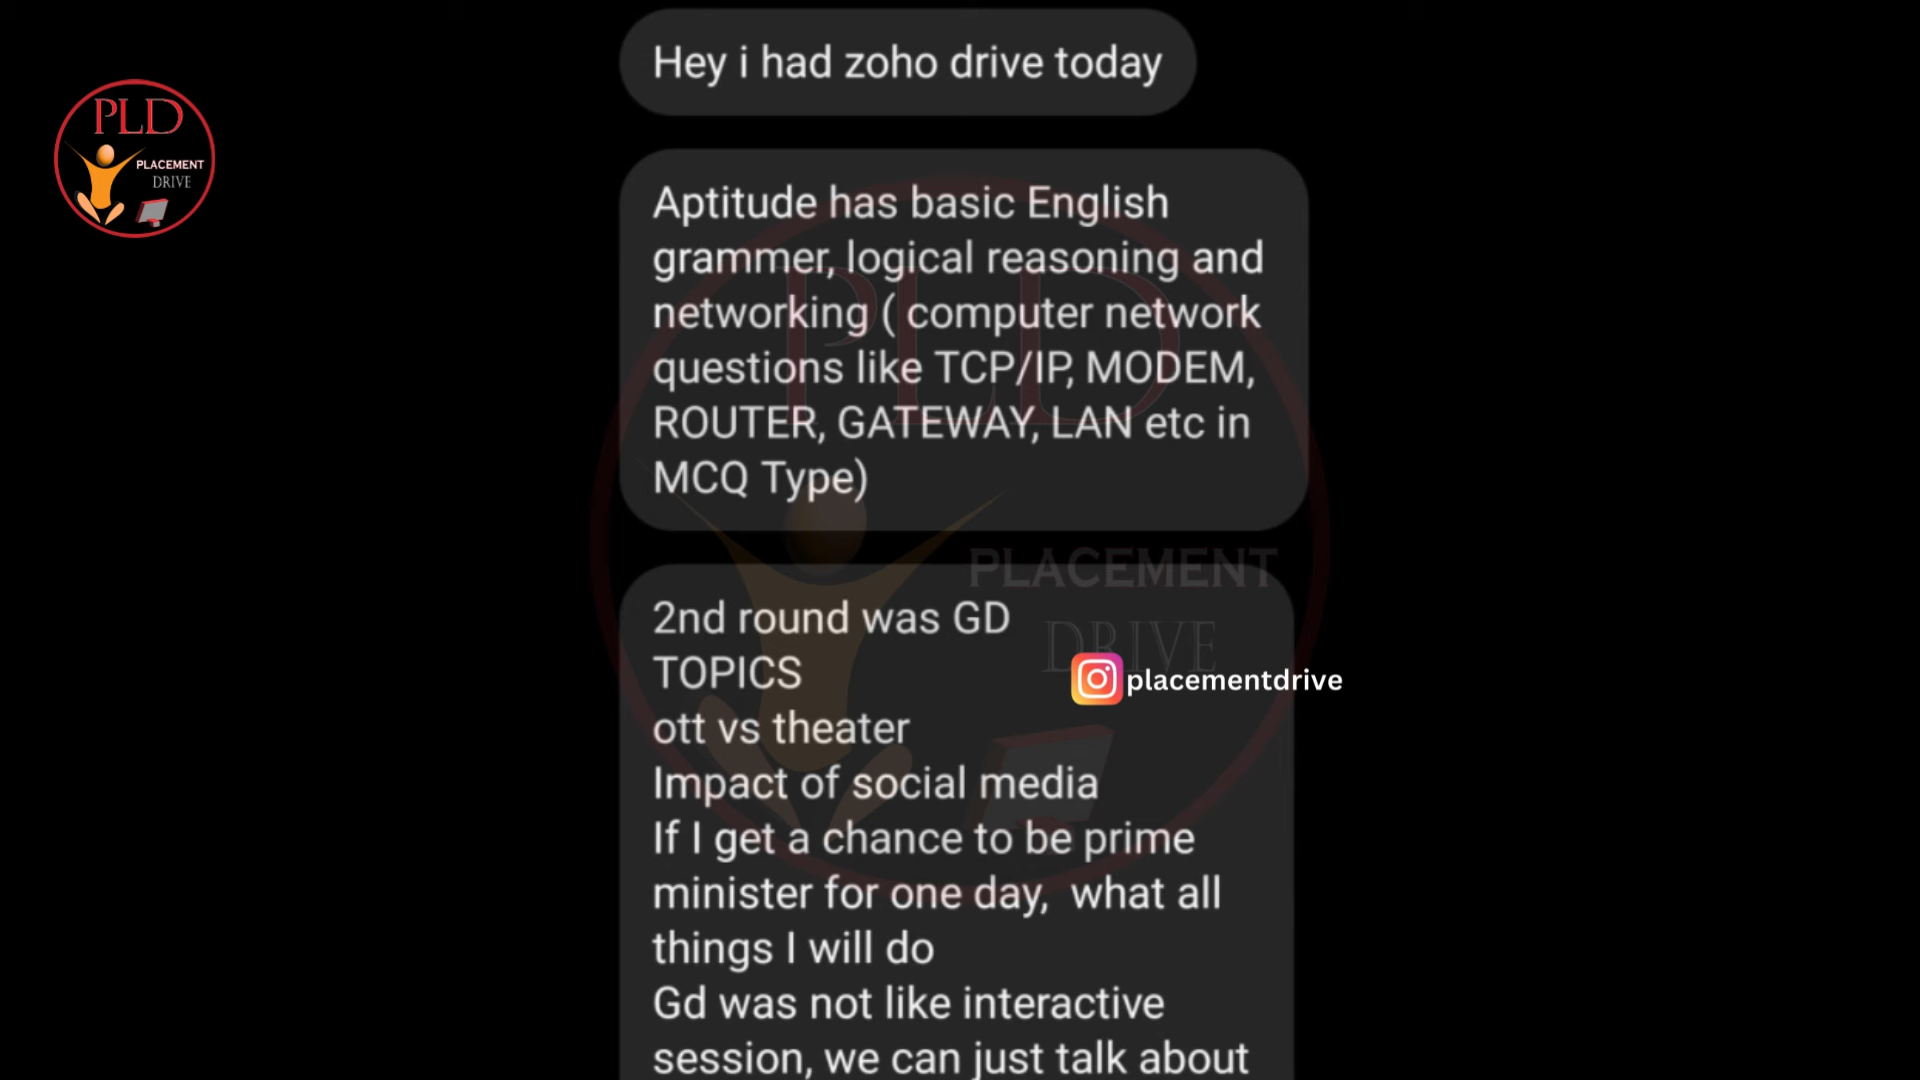 Hey i had zoho drive today
PLD
PLACEMENT
DRIVE
Aptitude has basic English
grammer, logical reasoning and
networking ( computer network
questions like TCP/IP, MODEM,
ROUTER, GATEWAY, LAN etc in
MCQ Type)
PLD
PLACEMENT
DRIVE
2nd round was GD
TOPICS
placementdrive
ott vs theater
Impact of social media
If I get a chance to be prime
minister for one day,  what all
things I will do
Gd was not like interactive
session, we can just talk about